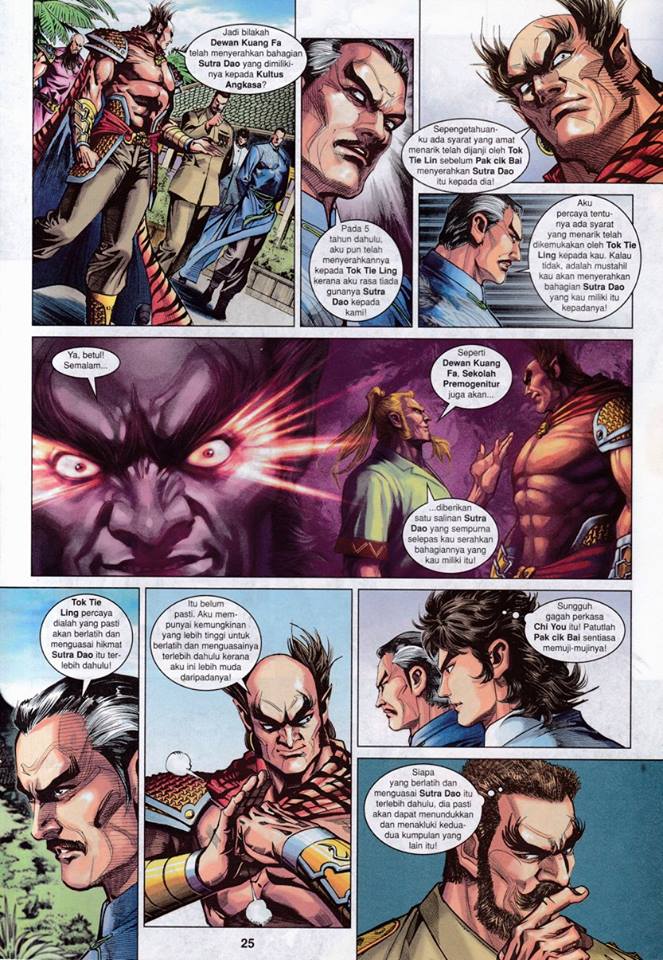 Jadi bilakah
Dewan Kuang Fa
telah menyerahkan bahagian
Sutra Dao yang dimiliki-
nya kepada Kultus
Angkasa?
Pada 5
tahun dahulu,
aku pun telah
menyerahkannya
kepada Tok Tie Ling
kerana aku rasa tiada
gunanya Sutra
Dao kepada
kami!
Sepengetahuan-
ku ada syarat yang amat
menarik telah dijanji oleh Tok
Tie Lin sebelum Pak cik Bai
menyerahkan Sutra Dao
itu kepada dia!
Aku
percaya tentu-
nya ada syarat
yang menarik telah
dikemukakan oleh Tok Tie
Ling kepada kau. Kalau
tidak, adalah mustahil
kau akan menyerahkan
bahagian Sutra Dao
yang kau miliki itu
kepadanya!
Ya, betul!
Semalam...
Seperti
Dewan Kuang
Fa, Sekolah
Premogenitur
juga akan...
...diberikan
satu salinan Sutra
Dao yang sempurna
selepas kau serahkan
bahagiannya yang
kau miliki itu!
Tok Tie
Ling percaya
dialah yang pasti
akan berlatih dan
menguasai hikmat
Sutra Dao itu ter-
lebih dahulu!
Itu belum
pasti. Aku mem-
punyai kemungkinan
yang lebih tinggi untuk
berlatih dan menguasainya
terlebih dahulu kerana
aku ini lebih muda
daripadanya!
Sungguh
gagah perkasa
Chi You itu! Patutlah
Pak cik Bai sentiasa
memuji-mujinya!
Siapa
yang berlatih dan
menguasai Sutra Dao itu
terlebih dahulu, dia pasti
akan dapat menundukkan
dan menakluki kedua-
dua kumpulan yang
lain itu!
25